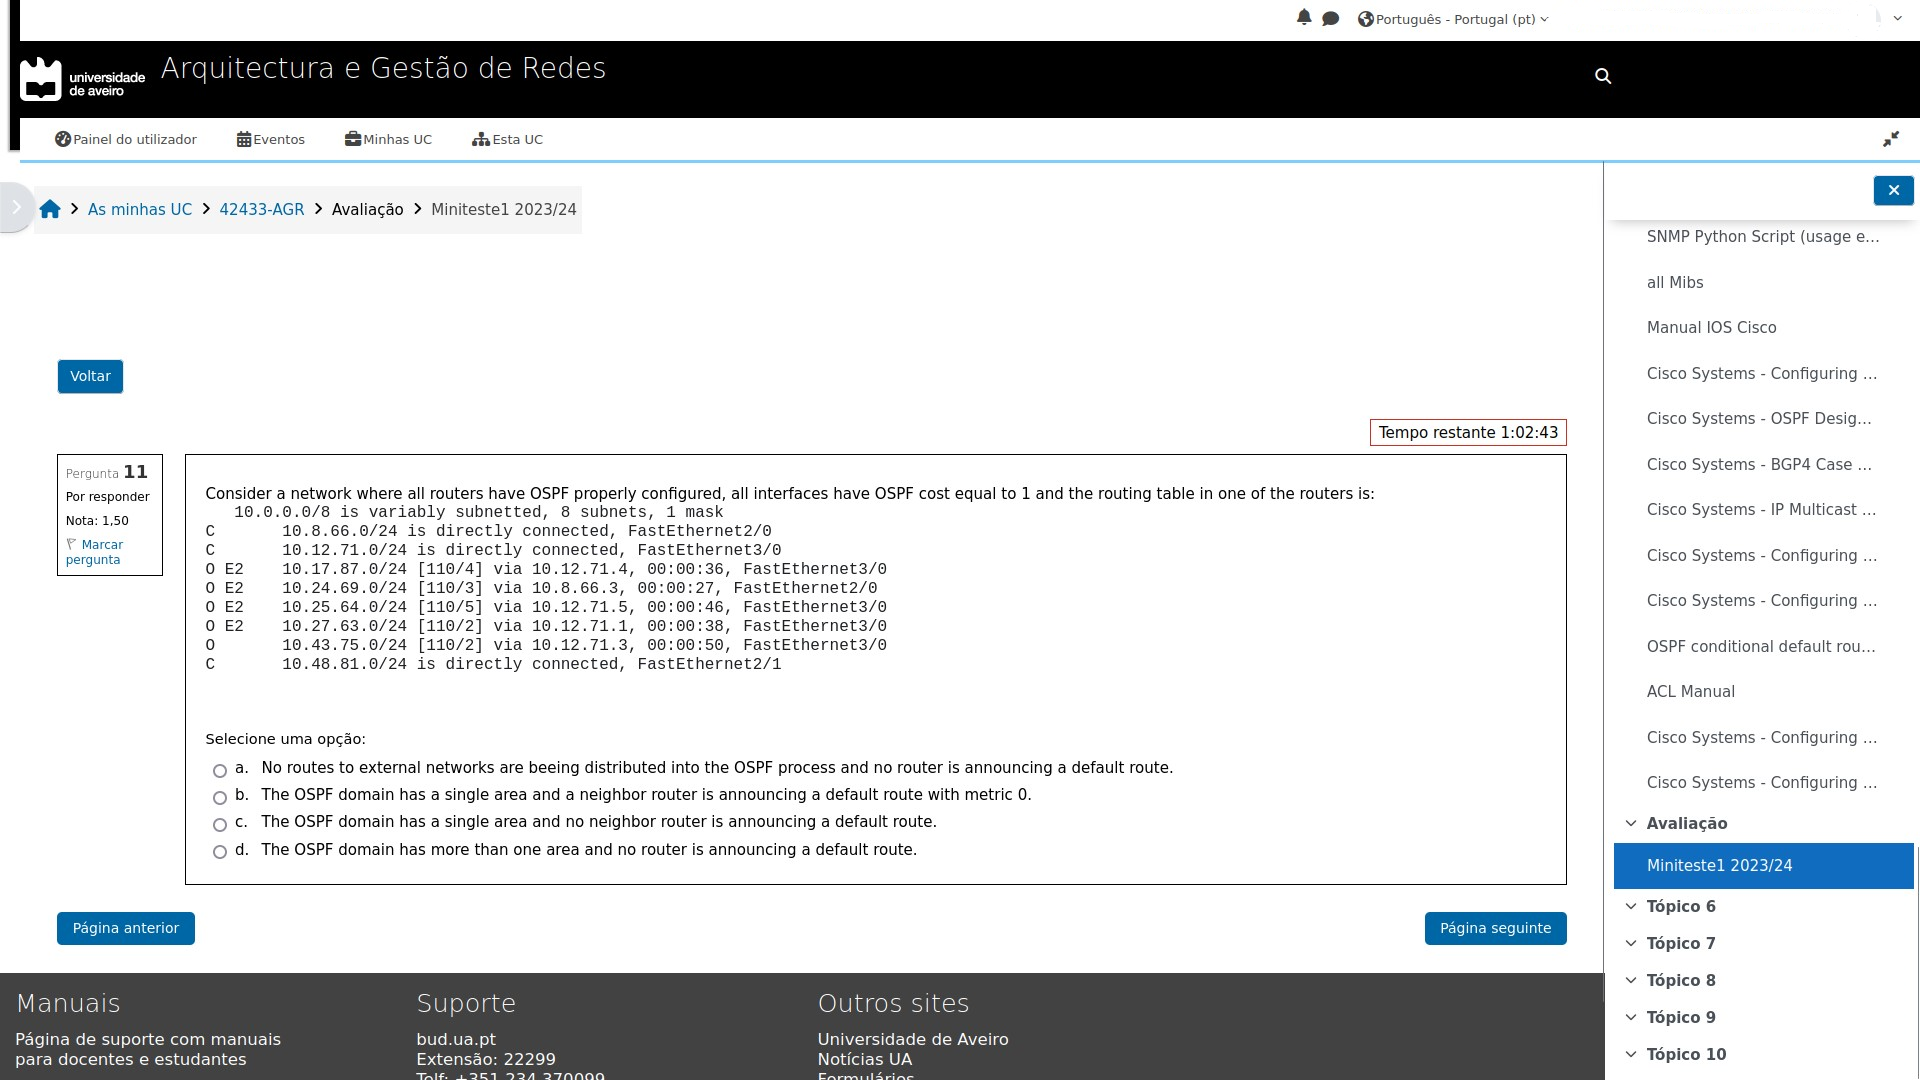 Português - Portugal (pt)
universidade
de aveiro
Arquitectura e Gestão de Redes
Painel do utilizador
Eventos
Minhas UC
Esta UC
As minhas UC
42433-AGR
Avaliação
Miniteste1 2023/24
Voltar
Tempo restante 1:02:43
Pergunta 11
Por responder
Nota: 1,50
Marcar
pergunta
Consider a network where all routers have OSPF properly configured, all interfaces have OSPF cost equal to 1 and the routing table in one of the routers is:
10.0.0.0/8 is variably subnetted, 8 subnets, 1 mask
C 10.8.66.0/24 is directly connected, FastEthernet2/0
C 10.12.71.0/24 is directly connected, FastEthernet3/0
O E2 10.17.87.0/24 [110/4] via 10.12.71.4, 00:00:36, FastEthernet3/0
O E2 10.24.69.0/24 [110/3] via 10.8.66.3, 00:00:27, FastEthernet2/0
O E2 10.25.64.0/24 [110/5] via 10.12.71.5, 00:00:46, FastEthernet3/0
O E2 10.27.63.0/24 [110/2] via 10.12.71.1, 00:00:38, FastEthernet3/0
O 10.43.75.0/24 [110/2] via 10.12.71.3, 00:00:50, FastEthernet3/0
C 10.48.81.0/24 is directly connected, FastEthernet2/1
Selecione uma opção:
a. No routes to external networks are beeing distributed into the OSPF process and no router is announcing a default route.
b. The OSPF domain has a single area and a neighbor router is announcing a default route with metric 0.
c. The OSPF domain has a single area and no neighbor router is announcing a default route.
d. The OSPF domain has more than one area and no router is announcing a default route.
Página anterior
Página seguinte
SNMP Python Script (usage e...
all Mibs
Manual IOS Cisco
Cisco Systems - Configuring ...
Cisco Systems - OSPF Desig...
Cisco Systems - BGP4 Case ...
Cisco Systems - IP Multicast ...
Cisco Systems - Configuring ...
Cisco Systems - Configuring ...
OSPF conditional default rou...
ACL Manual
Cisco Systems - Configuring ...
Cisco Systems - Configuring ...
Avaliação
Miniteste1 2023/24
Tópico 6
Tópico 7
Tópico 8
Tópico 9
Tópico 10
Manuais
Página de suporte com manuais
para docentes e estudantes
Suporte
bud.ua.pt
Extensão: 22299
Telf: +351 234 370099
Outros sites
Universidade de Aveiro
Notícias UA
Formulários